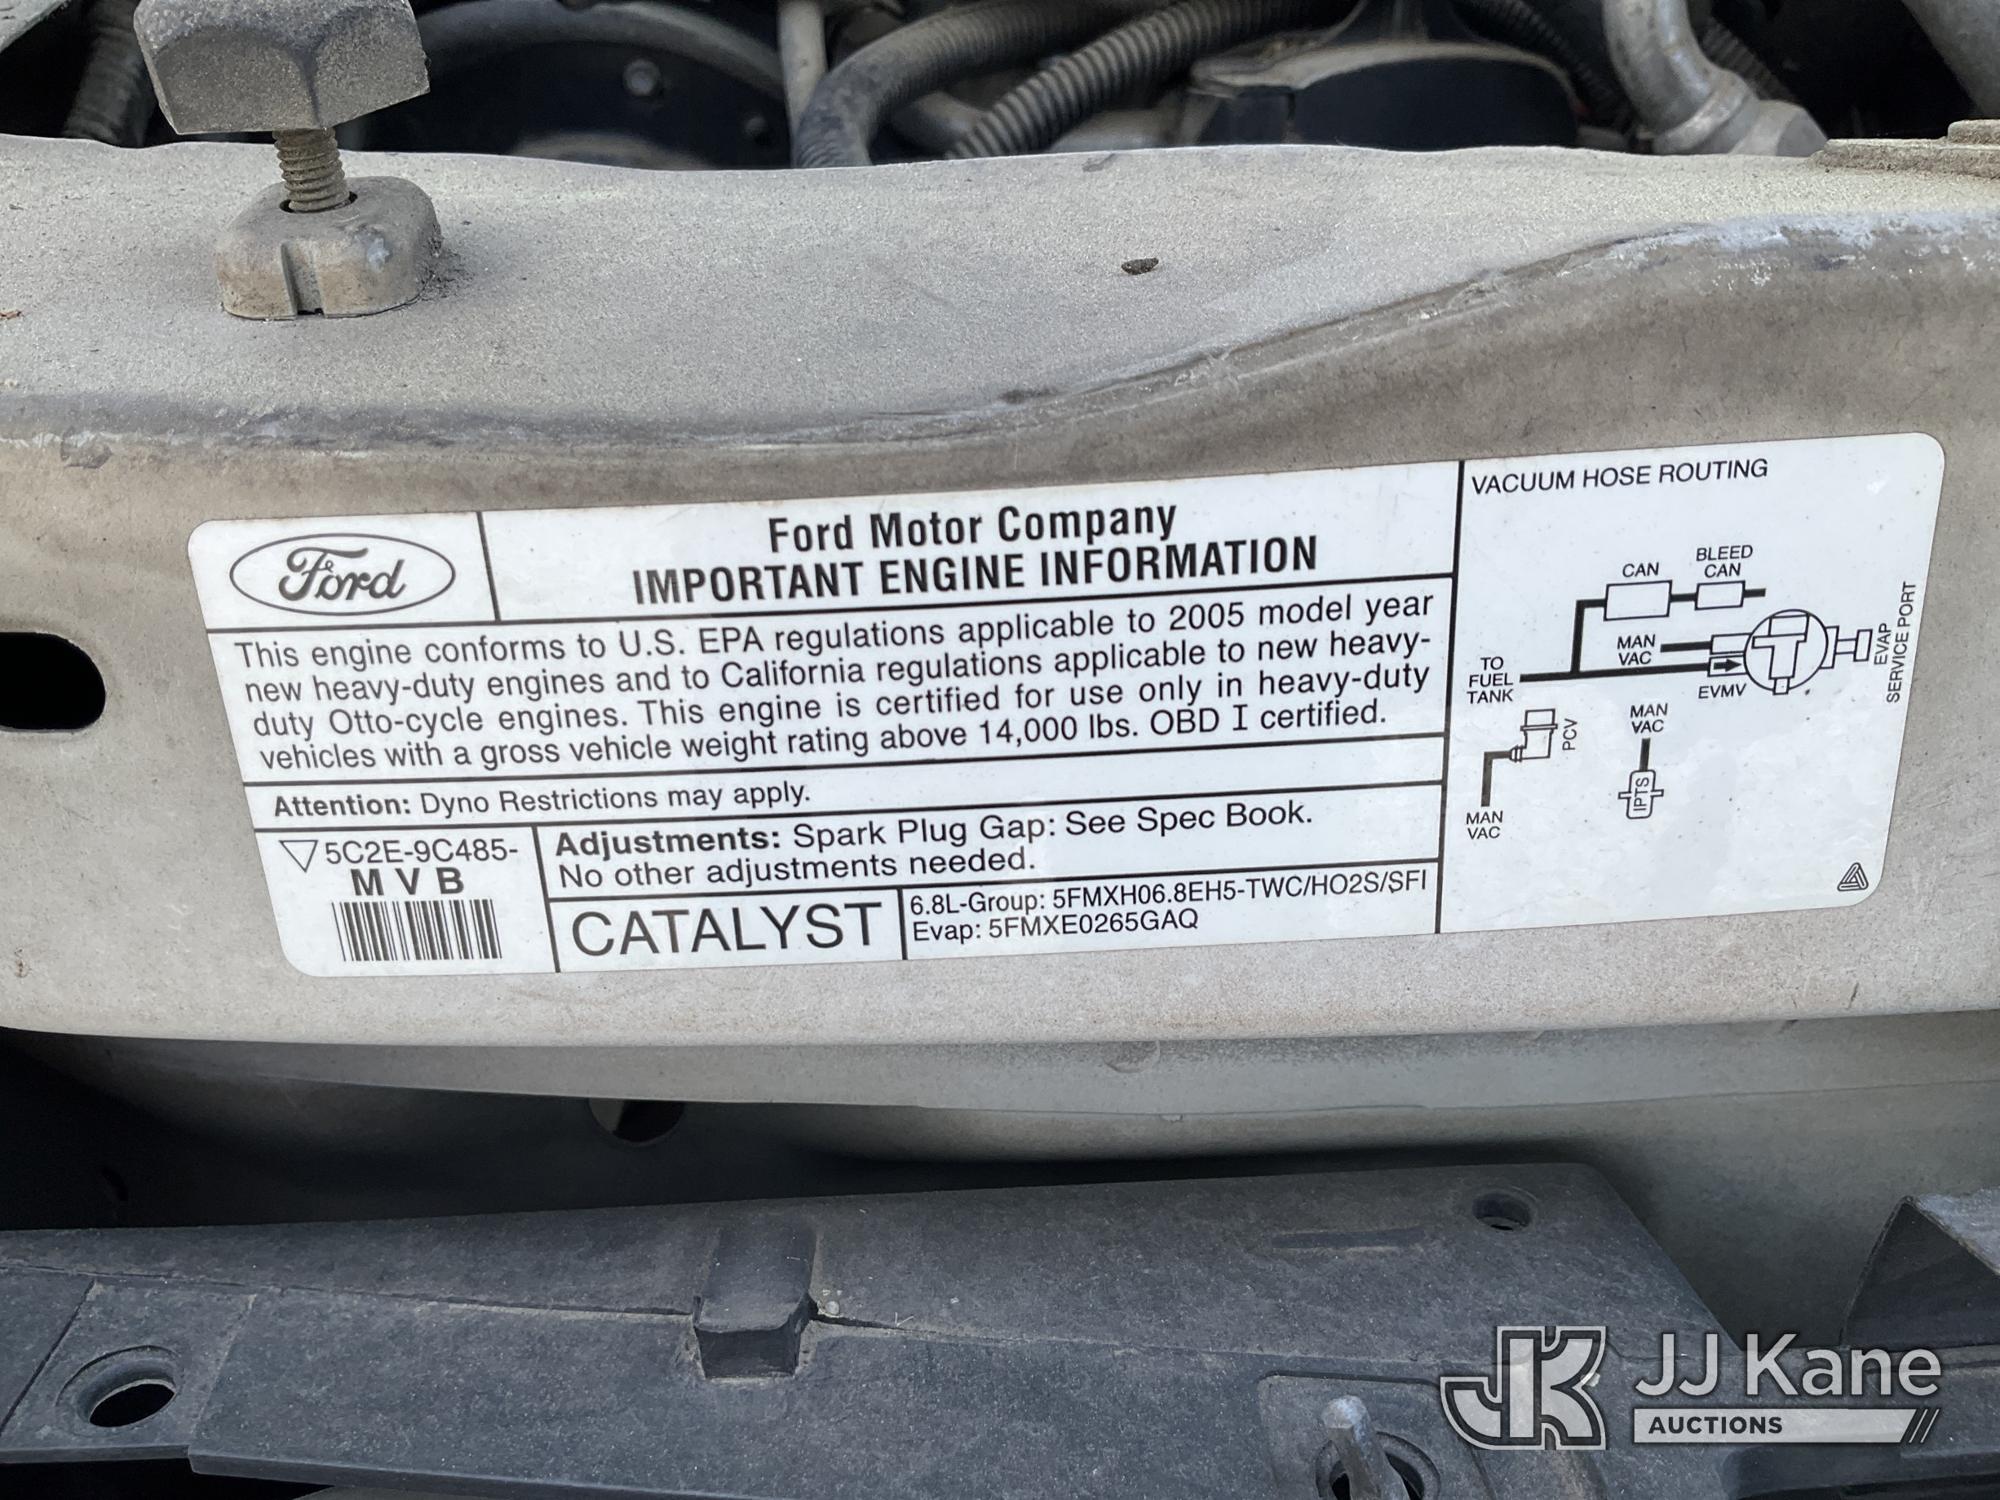 Ford
Ford Motor Company
IMPORTANT ENGINE INFORMATION
This engine conforms to U.S. EPA regulations applicable to 2005 model year
new heavy-duty engines and to California regulations applicable to new heavy-
duty Otto-cycle engines. This engine is certified for use only in heavy-duty
vehicles with a gross vehicle weight rating above 14,000 lbs. OBD I certified.
Attention: Dyno Restrictions may apply.
5C2E-9C485-
M V B
Adjustments: Spark Plug Gap: See Spec Book.
No other adjustments needed.
CATALYST
6.8L-Group: 5FMXH06.8EH5-TWC/HO2S/SFI
Evap: 5FMXE0265GAQ
VACUUM HOSE ROUTING
CAN
BLEED
CAN
MAN
VAC
TO
FUEL
TANK
EVMV
EVAP
SERVICE PORT
PCV
MAN
VAC
IPTS
MAN
VAC
JK
JJ Kane
AUCTIONS